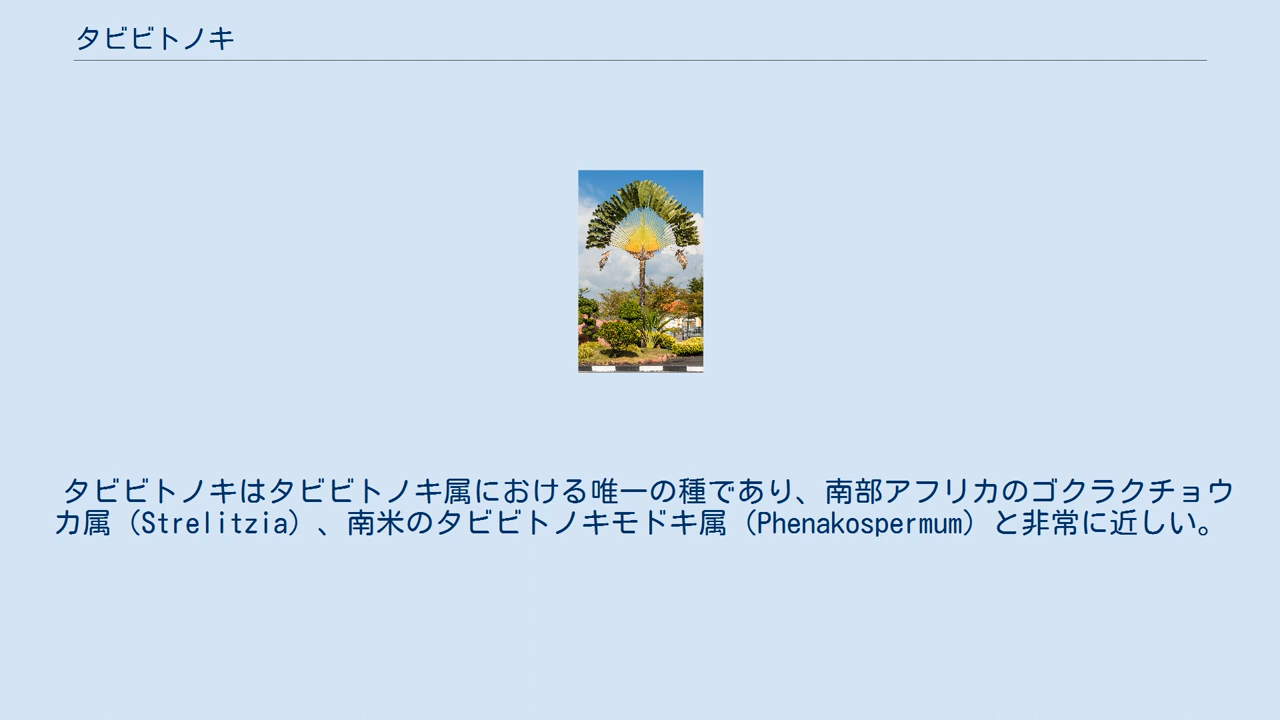 タビビトノキ
タビビトノキはタビビトノキ属における唯一の種であり、南部アフリカのゴクラクチョウ
カ属（Strelitzia）、南米のタビビトノキモドキ属（Phenakospermum）と非常に近しい。